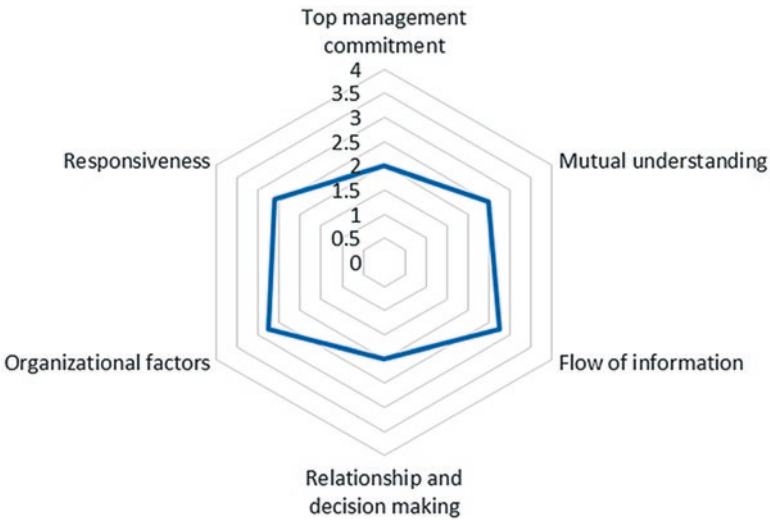 Top management
commitment
4
3.5
3
2.5
2
1.5
1
0.5
0
Responsiveness
Mutual understanding
Organizational factors
Flow of information
Relationship and
decision making